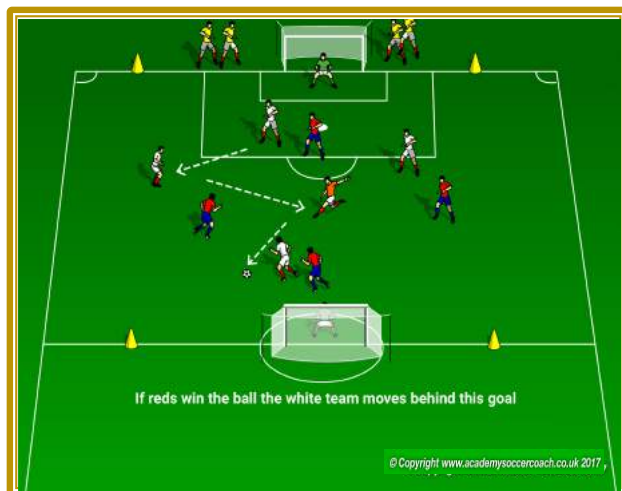 If reds win the ball the white team moves behind this goal
© Copyright www.academysoccercoach.co.uk 2017